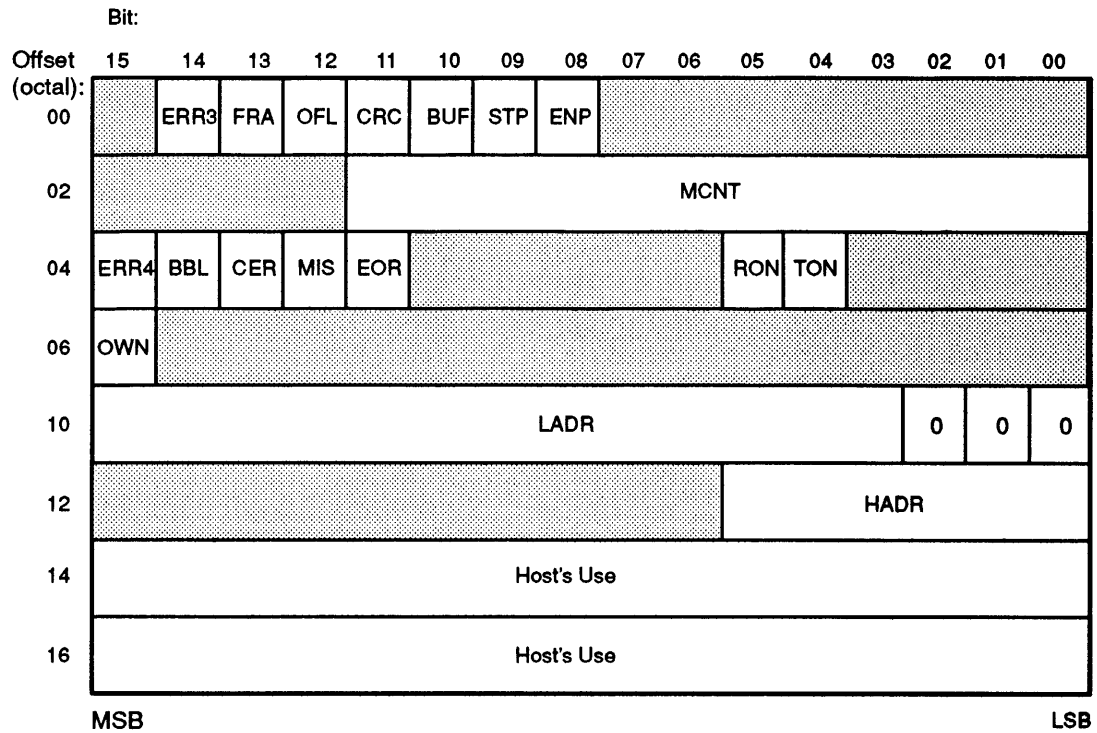 Bit:
Offset 15 14 13 12 11 10 09 08 07 06 05 04 03 02 01 00
(octal):
00 ERR3 FRA OFL CRC BUF STP ENP
02 MCNT
04 ERR4 BBL CER MIS EOR RON TON
06 OWN
10 LADR 0 0 0
12 HADR
14 Host's Use
16 Host's Use
MSB LSB